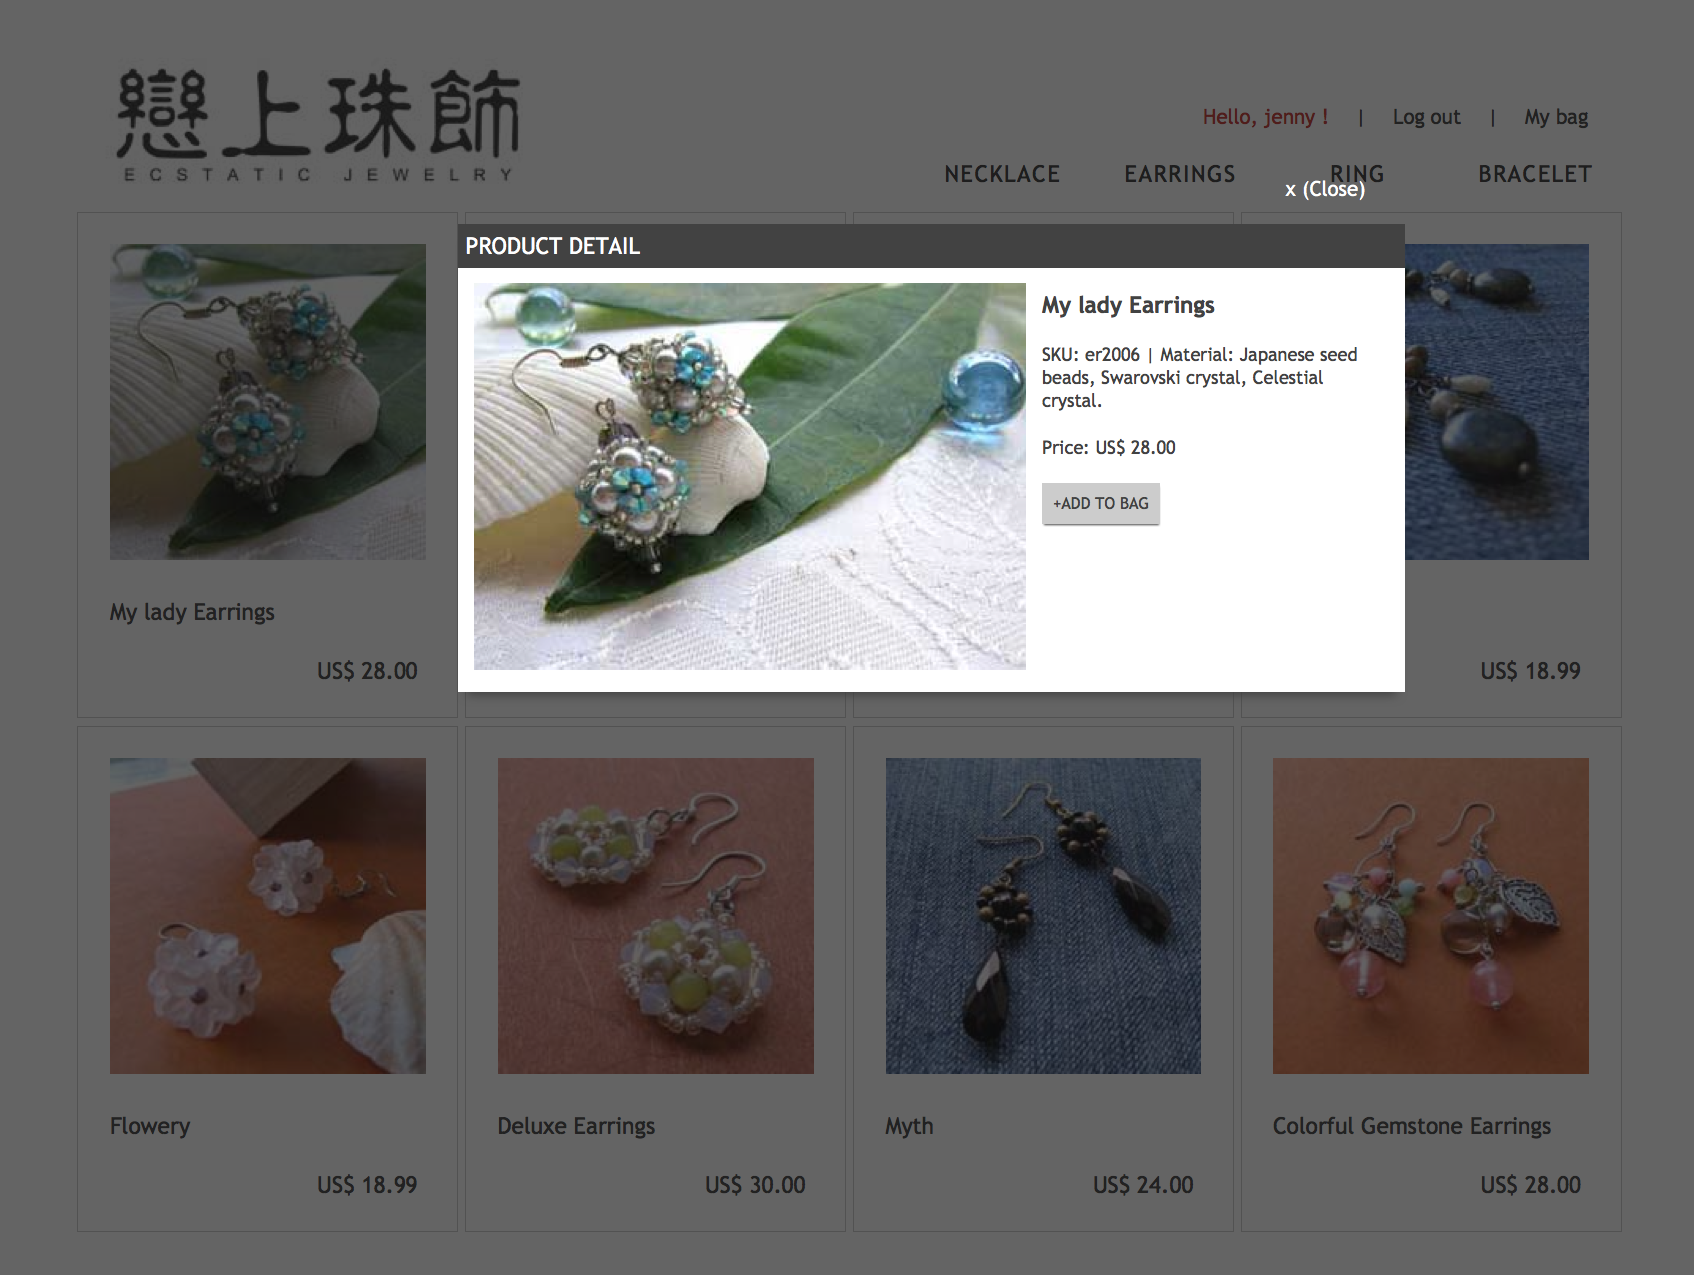 戀上珠飾
ECSTATIC JEWELRY
Hello, jenny ! | Log out | My bag
NECKLACE EARRINGS RING BRACELET
x (Close)
PRODUCT DETAIL
My lady Earrings
SKU: er2006 | Material: Japanese seed
beads, Swarovski crystal, Celestial
crystal.
Price: US$ 28.00
+ADD TO BAG
My lady Earrings
US$ 28.00
US$ 18.99
Flowery
US$ 18.99
Deluxe Earrings
US$ 30.00
Myth
US$ 24.00
Colorful Gemstone Earrings
US$ 28.00